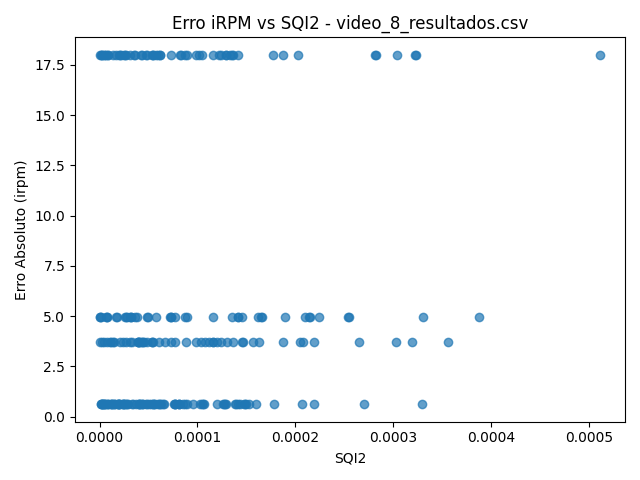 Erro iRPM vs SQI2 - video_8_resultados.csv
17.5
15.0
12.5
10.0
7.5
5.0
2.5
0.0
Erro Absoluto (irpm)
0.0000 0.0001 0.0002 0.0003 0.0004 0.0005
SQI2